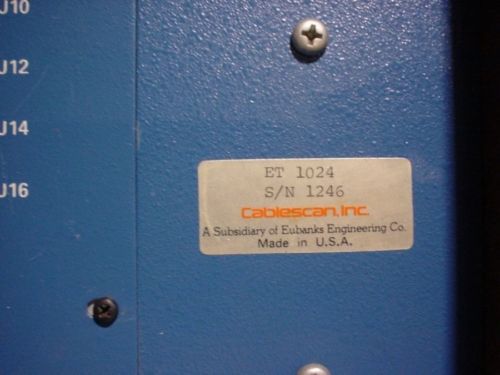 J10
J12
J14
J16
ET 1024
S/N 1246
Cablescan, Inc.
A Subsidiary of Eubanks Engineering Co.
Made in U.S.A.